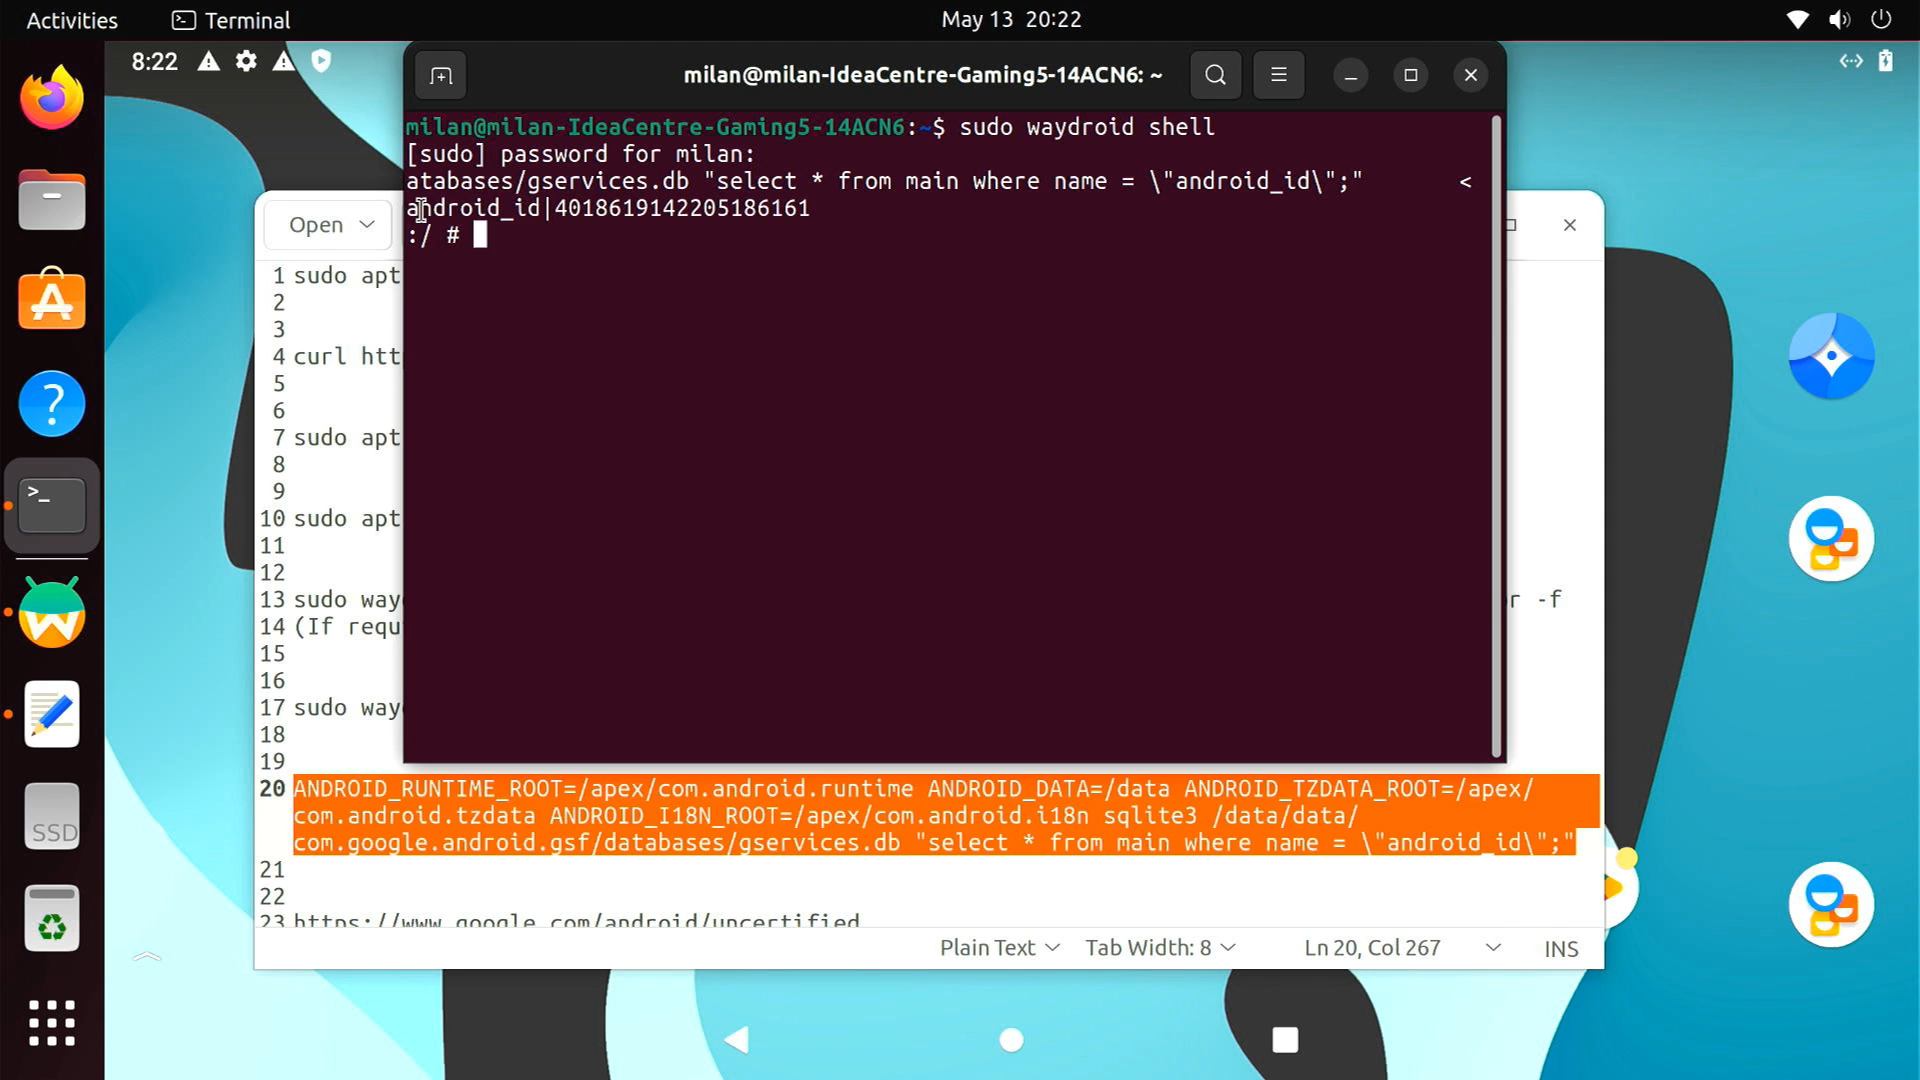 Activities
Terminal
May 13 20:22
8:22
milan@milan-IdeaCentre-Gaming5-14ACN6: ~
milan@milan-IdeaCentre-Gaming5-14ACN6:~$ sudo waydroid shell
[sudo] password for milan:
atabases/gservices.db "select * from main where name = \"android_id\";" <
android_id|4018619142205186161
:/ #
Open
1 sudo apt
2
3
4 curl htt
5
6
7 sudo apt
8
9
10 sudo apt
11
12
13 sudo way r -f
14 (If requ
15
16
17 sudo way
18
19
20 ANDROID_RUNTIME_ROOT=/apex/com.android.runtime ANDROID_DATA=/data ANDROID_TZDATA_ROOT=/apex/
com.android.tzdata ANDROID_I18N_ROOT=/apex/com.android.i18n sqlite3 /data/data/
com.google.android.gsf/databases/gservices.db "select * from main where name = \"android_id\";"
21
22
23 https://www.google.com/android/uncertified
Plain Text
Tab Width: 8
Ln 20, Col 267
INS
SSD